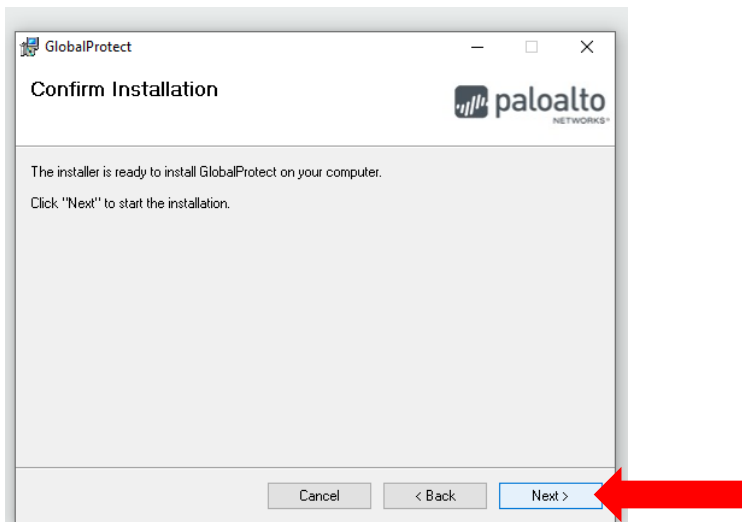 GlobalProtect
Confirm Installation
paloalto
NETWORKS®
The installer is ready to install GlobalProtect on your computer.
Click "Next" to start the installation.
Cancel
< Back
Next >